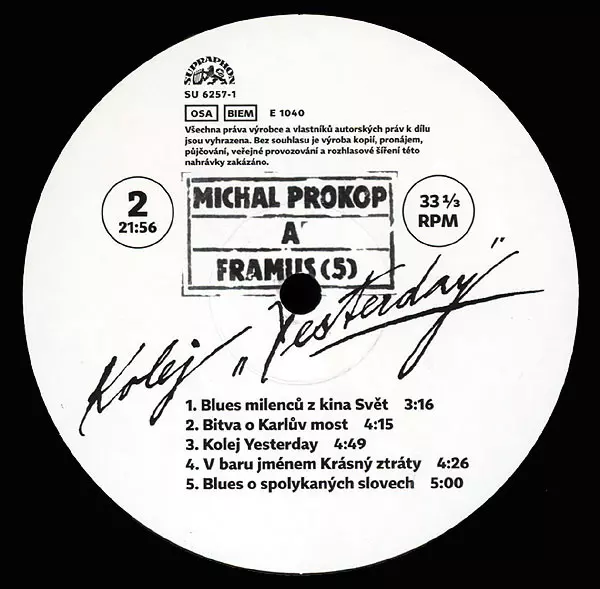 SUPRAPHON
SU 6257-1
OSA BIEM E 1040
Všechna práva výrobce a vlastníků autorských práv k dílu
jsou vyhrazena. Bez souhlasu je výroba kopií, pronájem,
půjčování, veřejné provozování a rozhlasové šíření této
nahrávky zakázáno.
2
21:56
MICHAL PROKOP
A
FRAMUS (5)
33 ⅓
RPM
Kolej „Yesterday“
1. Blues milenců z kina Svět 3:16
2. Bitva o Karlův most 4:15
3. Kolej Yesterday 4:49
4. V baru jménem Krásný ztráty 4:26
5. Blues o spolykaných slovech 5:00